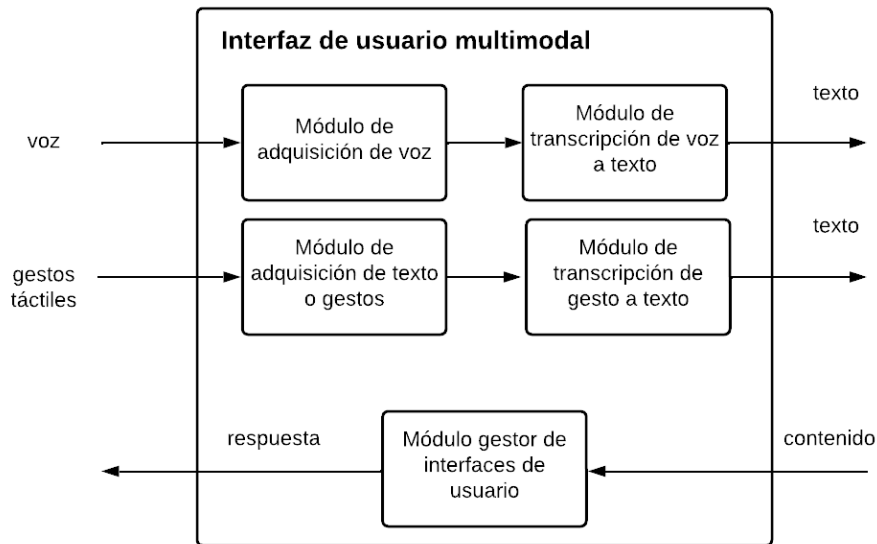 Interfaz de usuario multimodal
voz
Módulo de
adquisición de voz
Módulo de
transcripción de voz
a texto
texto
gestos
táctiles
Módulo de
adquisición de texto
o gestos
Módulo de
transcripción de
gesto a texto
texto
respuesta
Módulo gestor de
interfaces de
usuario
contenido